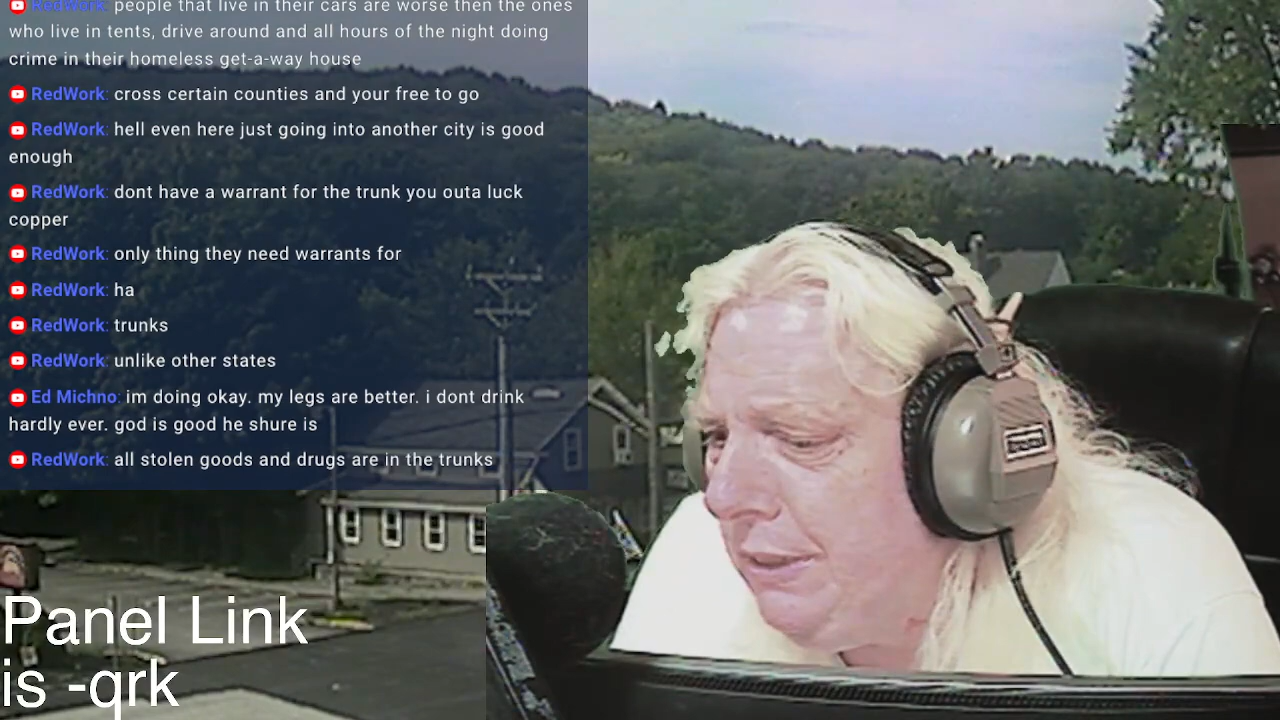 RedWork: people that live in their cars are worse then the ones
who live in tents, drive around and all hours of the night doing
crime in their homeless get-a-way house
RedWork: cross certain counties and your free to go
RedWork: hell even here just going into another city is good
enough
RedWork: dont have a warrant for the trunk you outa luck
copper
RedWork: only thing they need warrants for
RedWork: ha
RedWork: trunks
RedWork: unlike other states
Ed Michno: im doing okay. my legs are better. i dont drink
hardly ever. god is good he shure is
RedWork: all stolen goods and drugs are in the trunks
Panel Link
is -qrk